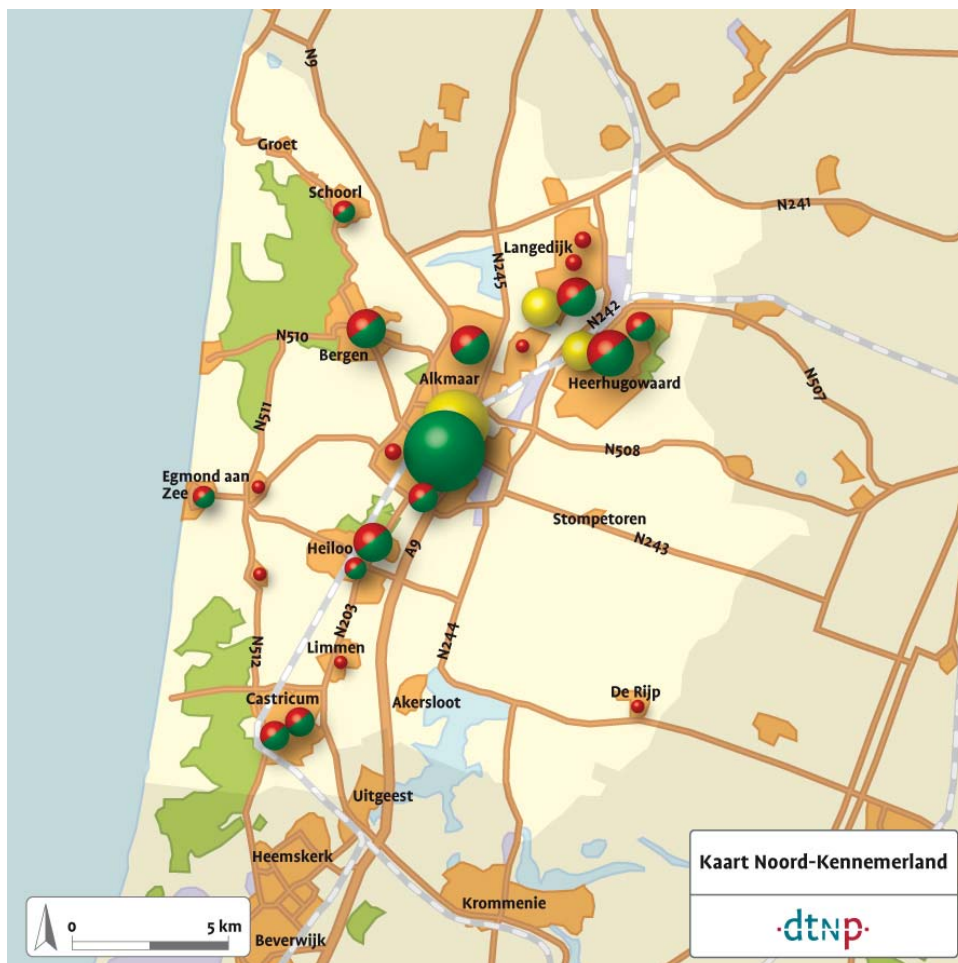 N9
Groet
Schoorl
N241
Langedijk
N245
N242
N510
Bergen
Alkmaar
Heerhugowaard
N507
N511
N508
Egmond aan
Zee
Stompetoren
N243
Heiloo
A9
N203
N244
Limmen
N512
Castricum
Akersloot
De Rijp
Uitgeest
Heemskerk
Krommenie
Beverwijk
0 5 km
Kaart Noord-Kennemerland
·dtnp·